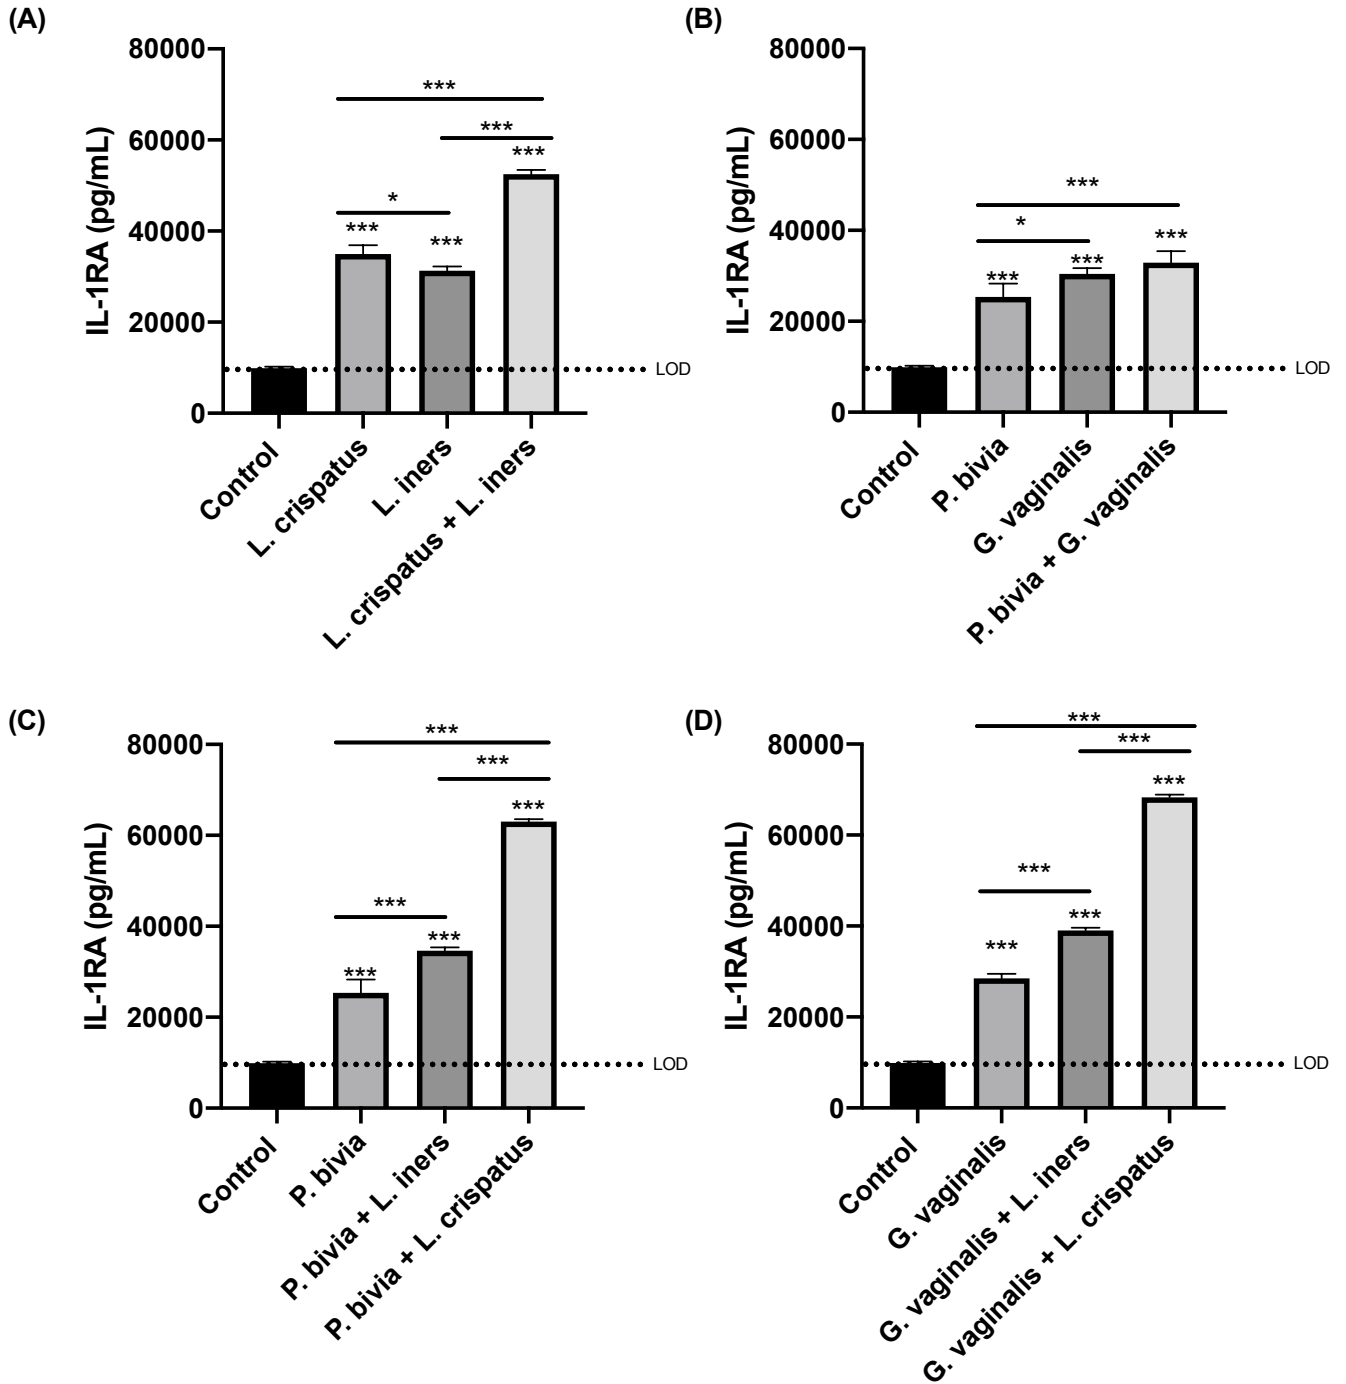 (A)
80000
60000
40000
20000
0
IL-1RA (pg/mL)
***
***
***
*
***
***
LOD
Control
L. crispatus
L. iners
L. crispatus + L. iners
(B)
80000
60000
40000
20000
0
IL-1RA (pg/mL)
***
*
***
***
***
LOD
Control
P. bivia
G. vaginalis
P. bivia + G. vaginalis
(C)
80000
60000
40000
20000
0
IL-1RA (pg/mL)
***
***
***
***
***
***
LOD
Control
P. bivia
P. bivia + L. iners
P. bivia + L. crispatus
(D)
80000
60000
40000
20000
0
IL-1RA (pg/mL)
***
***
***
***
***
***
LOD
Control
G. vaginalis
G. vaginalis + L. iners
G. vaginalis + L. crispatus